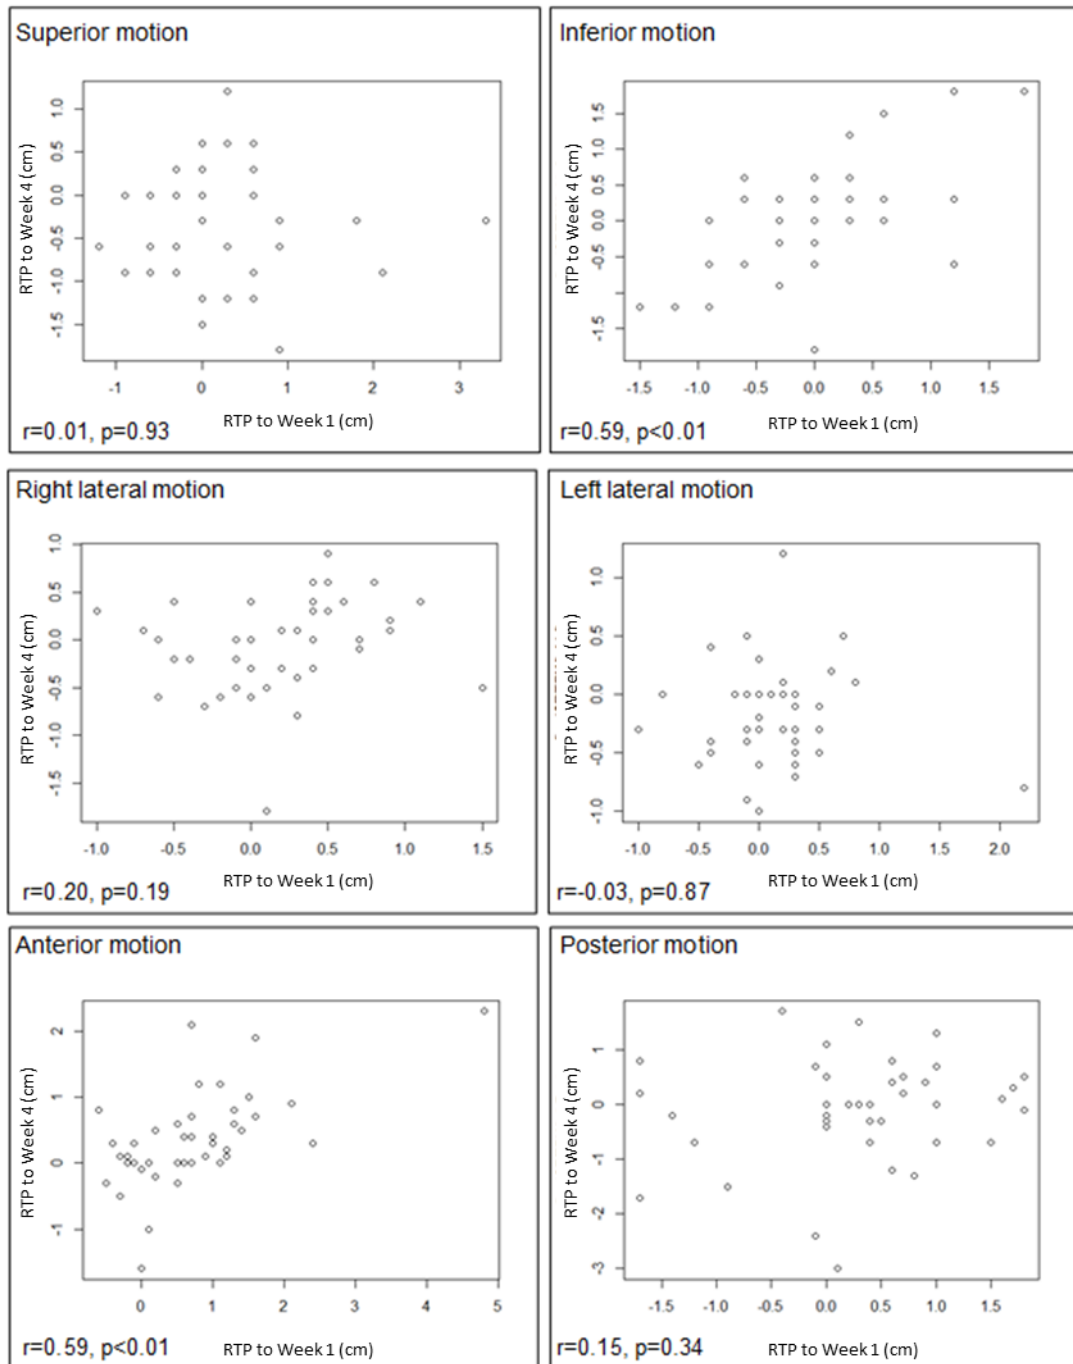 Superior motion
RTP to Week 4 (cm)
1.0
0.5
0.0
-0.5
-1.0
-1.5
-1 0 1 2 3
RTP to Week 1 (cm)
r=0.01, p=0.93
Inferior motion
RTP to Week 4 (cm)
1.5
1.0
0.5
0.0
-0.5
-1.5
-1.5 -1.0 -0.5 0.0 0.5 1.0 1.5
RTP to Week 1 (cm)
r=0.59, p<0.01
Right lateral motion
RTP to Week 4 (cm)
1.0
0.5
0.0
-0.5
-1.0
-1.5
-1.0 -0.5 0.0 0.5 1.0 1.5
RTP to Week 1 (cm)
r=0.20, p=0.19
Left lateral motion
RTP to Week 4 (cm)
1.0
0.5
0.0
-0.5
-1.0
-1.0 -0.5 0.0 0.5 1.0 1.5 2.0
RTP to Week 1 (cm)
r=-0.03, p=0.87
Anterior motion
RTP to Week 4 (cm)
2
1
0
-1
0 1 2 3 4 5
RTP to Week 1 (cm)
r=0.59, p<0.01
Posterior motion
RTP to Week 4 (cm)
1
0
-1
-2
-3
-1.5 -1.0 -0.5 0.0 0.5 1.0 1.5
RTP to Week 1 (cm)
r=0.15, p=0.34